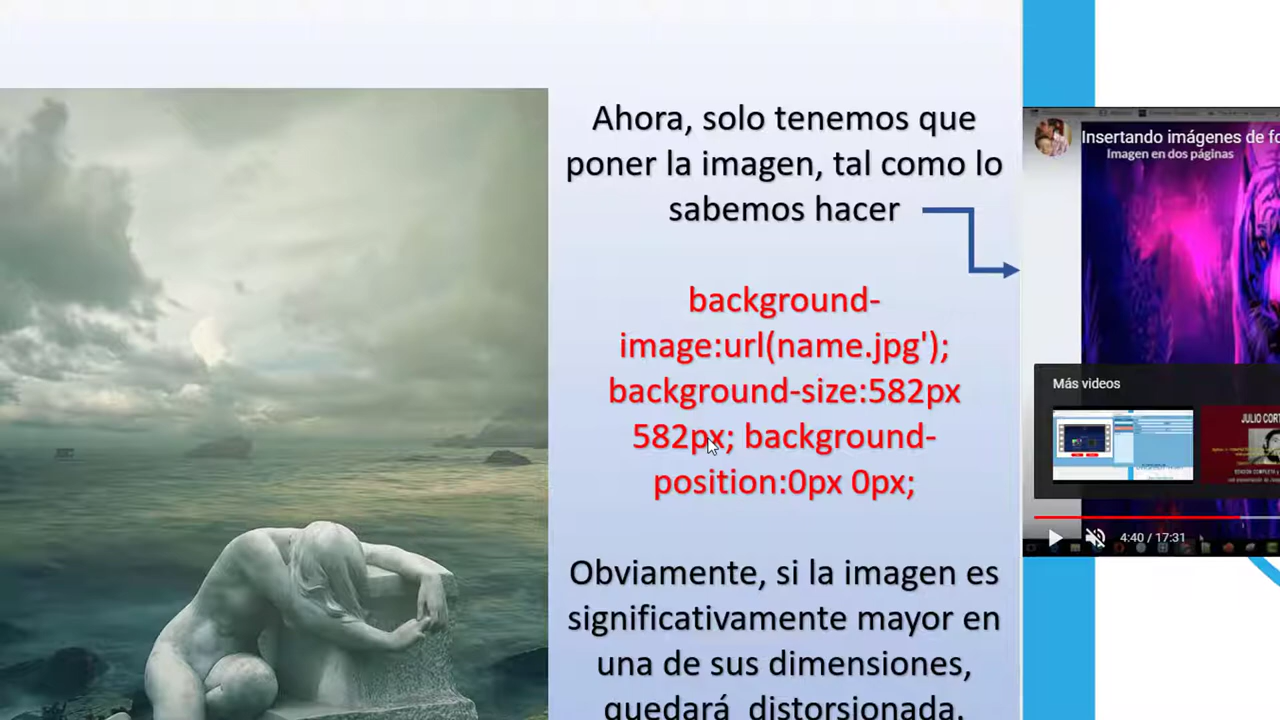 Ahora, solo tenemos que
poner la imagen, tal como lo
sabemos hacer
background-
image:url(name.jpg');
background-size:582px
582px; background-
position:0px 0px;
Obviamente, si la imagen es
significativamente mayor en
una de sus dimensiones,
quedará distorsionada.
Insertando imágenes de fo
Imagen en dos páginas
Más videos
JULIO CORT
4:40 / 17:31